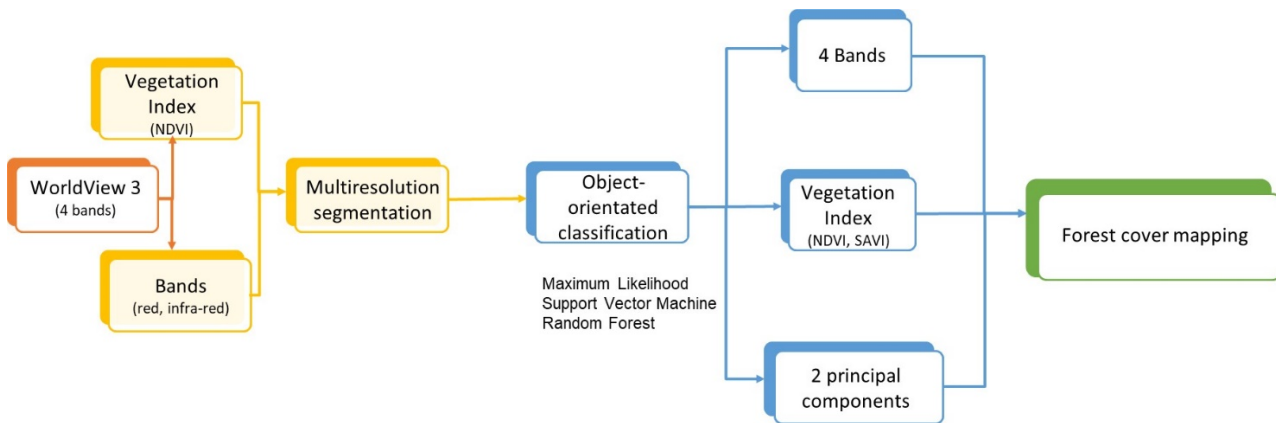 Vegetation
Index
(NDVI)
WorldView 3
(4 bands)
Bands
(red, infra-red)
Multiresolution
segmentation
Object-
orientated
classification
Maximum Likelihood
Support Vector Machine
Random Forest
4 Bands
Vegetation
Index
(NDVI, SAVI)
2 principal
components
Forest cover mapping